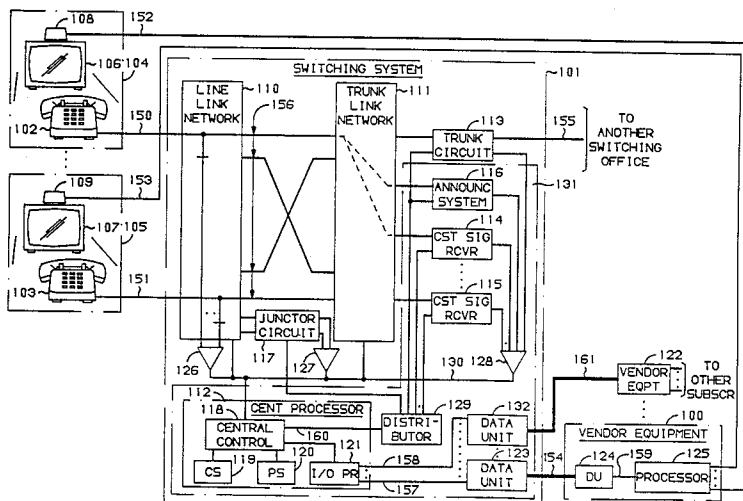 108
152
106
104
102
150
109
153
107
105
103
151
SWITCHING SYSTEM
101
110
LINE
LINK
NETWORK
156
TRUNK
LINK
NETWORK
111
113
TRUNK
CIRCUIT
155
TO
ANOTHER
SWITCHING
OFFICE
131
116
ANNOUNC
SYSTEM
114
CST SIG
RCVR
115
CST SIG
RCVR
JUNCTOR
CIRCUIT
117
126
127
128
130
112
CENT PROCESSOR
118
CENTRAL
CONTROL
160
CS
119
PS
120
I/O PR
121
158
157
129
DISTRI-
BUTOR
132
DATA
UNIT
123
DATA
UNIT
161
122
VENDOR
EQPT
TO
OTHER
SUBSCR
100
VENDOR EQUIPMENT
154
124
DU
159
125
PROCESSOR